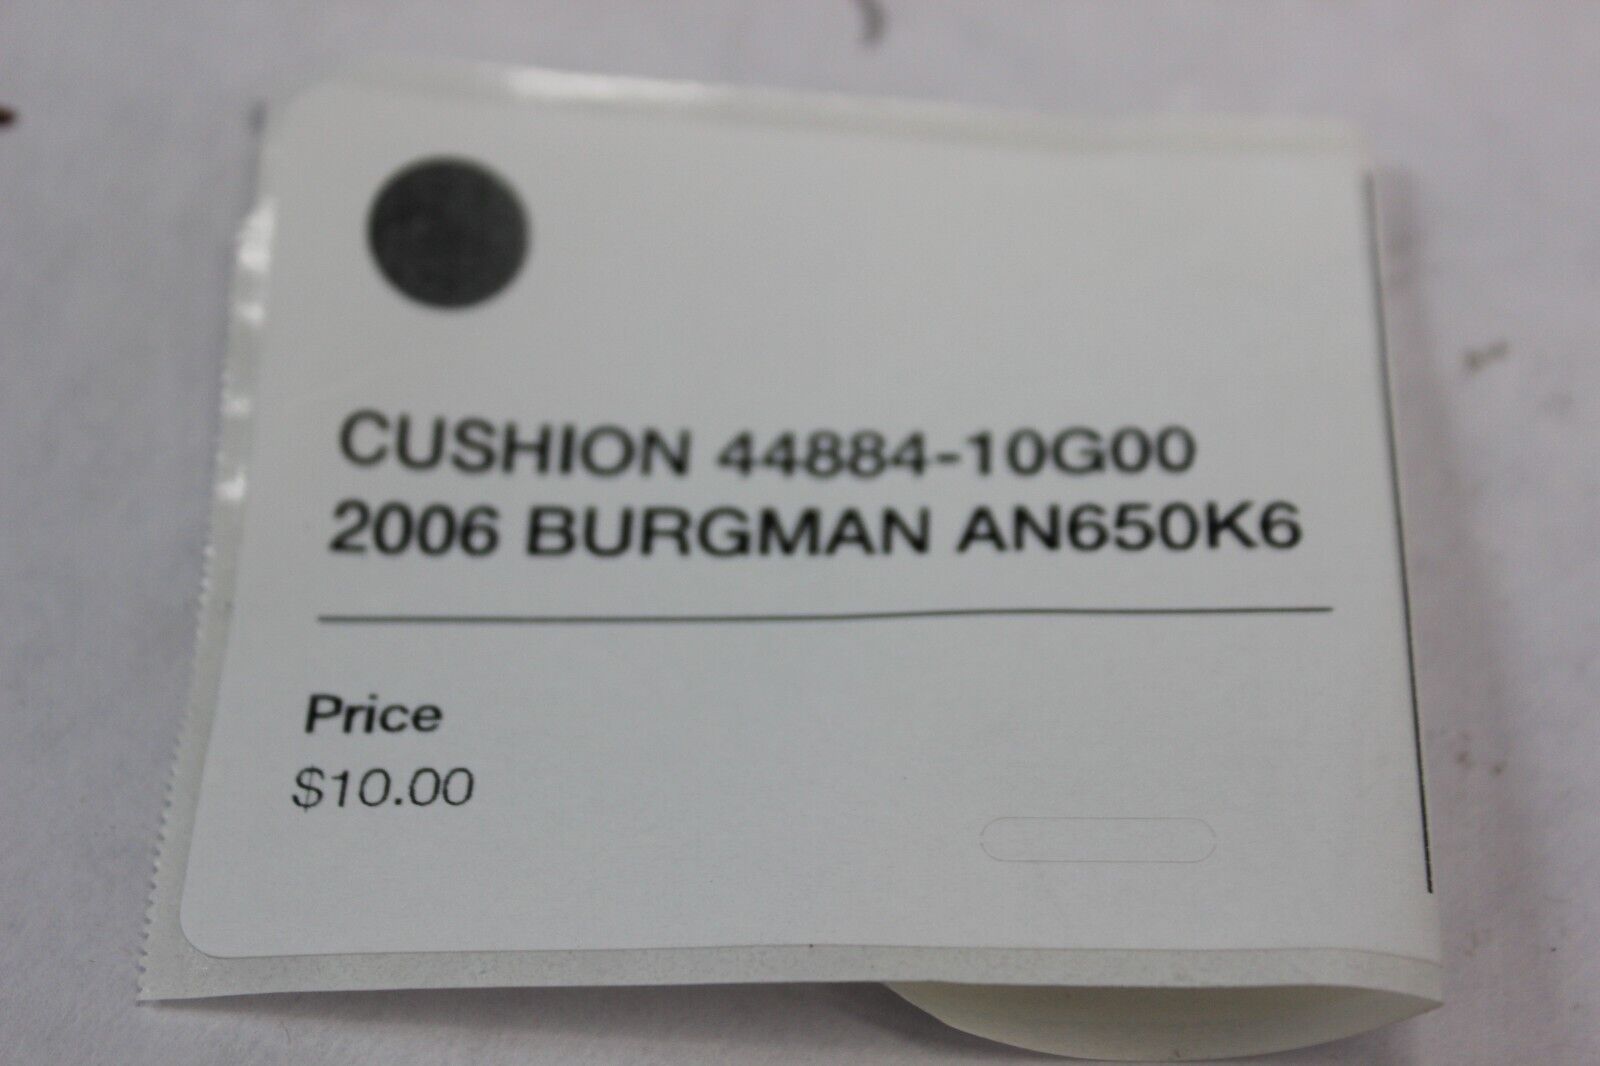 CUSHION 44884-10G00
2006 BURGMAN AN650K6
Price
$10.00